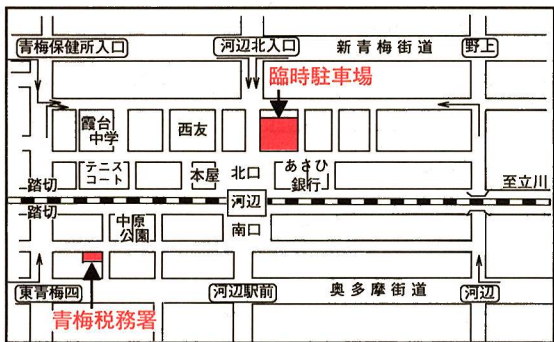 青梅保健所入口
河辺北入口
新青梅街道
野上
臨時駐車場
霞台
中学
西友
テニス
コート
本屋
北口
あさひ
銀行
踏切
至立川
河辺
踏切
中原
公園
南口
東青梅四
河辺駅前
奥多摩街道
河辺
青梅税務署